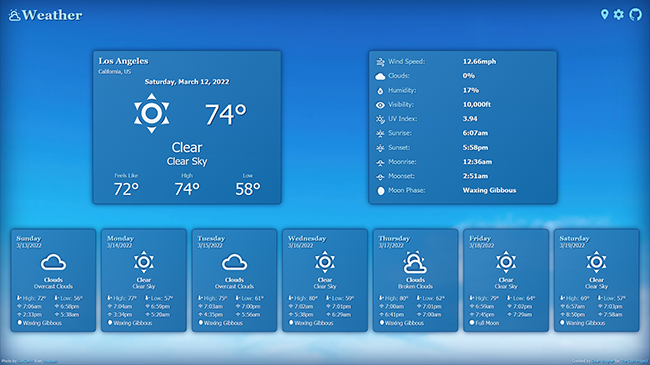 Weather
Los Angeles
California, US
Saturday, March 12, 2022
74°
Clear
Clear Sky
Feels Like High Low
72° 74° 58°
Wind Speed: 12.66mph
Clouds: 0%
Humidity: 17%
Visibility: 10,000ft
UV Index: 3.94
Sunrise: 6:07am
Sunset: 5:58pm
Moonrise: 12:36am
Moonset: 2:51am
Moon Phase: Waxing Gibbous
Sunday
3/13/2022
Clouds
Overcast Clouds
High: 72° Low: 56°
7:06am 6:58pm
2:33pm 5:38am
Waxing Gibbous
Monday
3/14/2022
Clear
Clear Sky
High: 77° Low: 57°
7:04am 6:59pm
3:34pm 5:20am
Waxing Gibbous
Tuesday
3/15/2022
Clouds
Overcast Clouds
High: 75° Low: 61°
7:03am 7:00pm
4:35pm 5:56am
Waxing Gibbous
Wednesday
3/16/2022
Clear
Clear Sky
High: 80° Low: 59°
7:02am 7:01pm
5:38pm 6:29am
Waxing Gibbous
Thursday
3/17/2022
Clouds
Broken Clouds
High: 80° Low: 62°
7:00am 7:01pm
6:41pm 7:00am
Waxing Gibbous
Friday
3/18/2022
Clear
Clear Sky
High: 79° Low: 64°
6:59am 7:02pm
7:45pm 7:29am
Full Moon
Saturday
3/19/2022
Clear
Clear Sky
High: 69° Low: 57°
6:57am 7:03pm
8:50pm 7:58am
Waxing Gibbous
Photo by